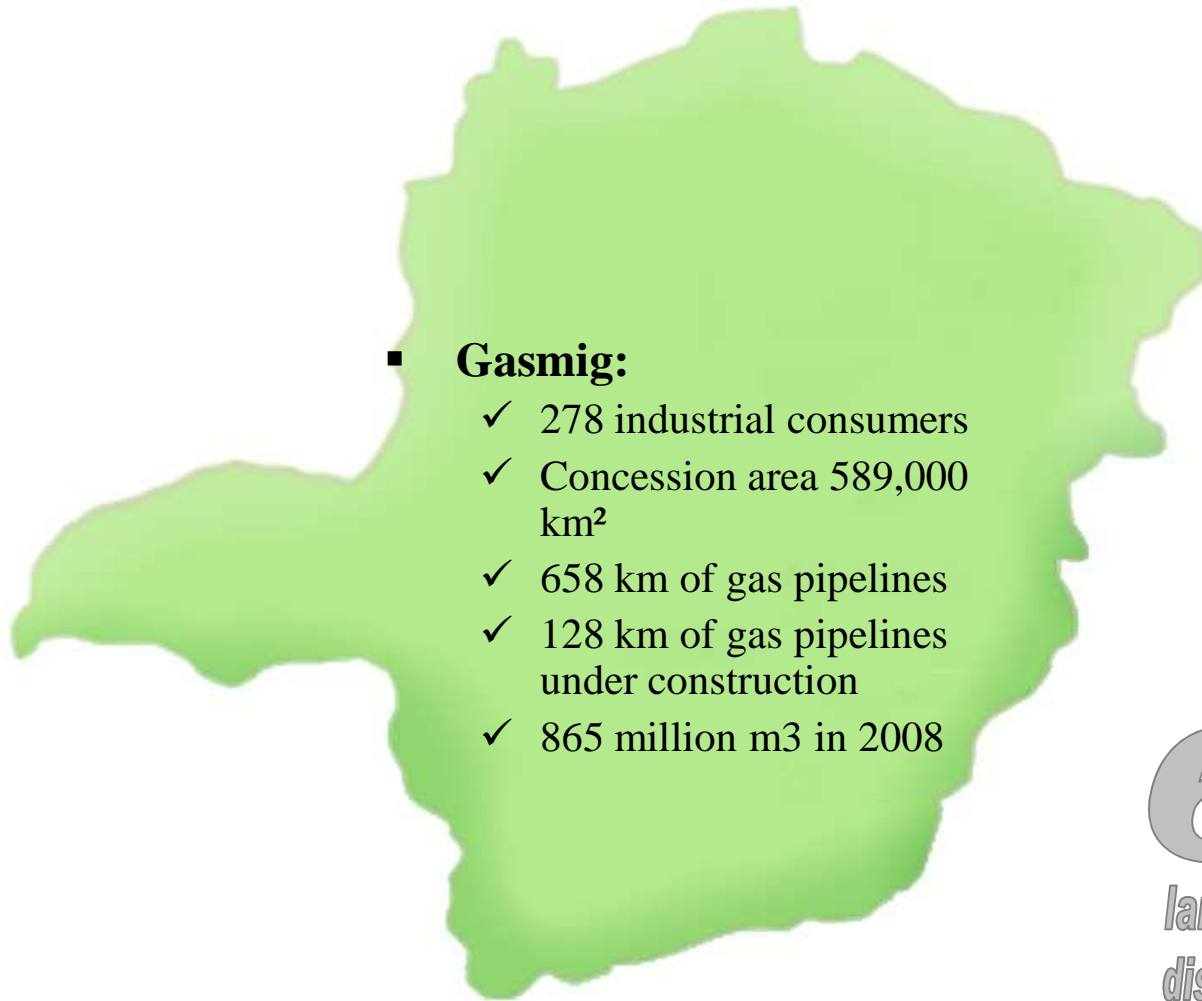 ▪ Gasmig:
✓ 278 industrial consumers
✓ Concession area 589,000
km²
✓ 658 km of gas pipelines
✓ 128 km of gas pipelines
under construction
✓ 865 million m3 in 2008